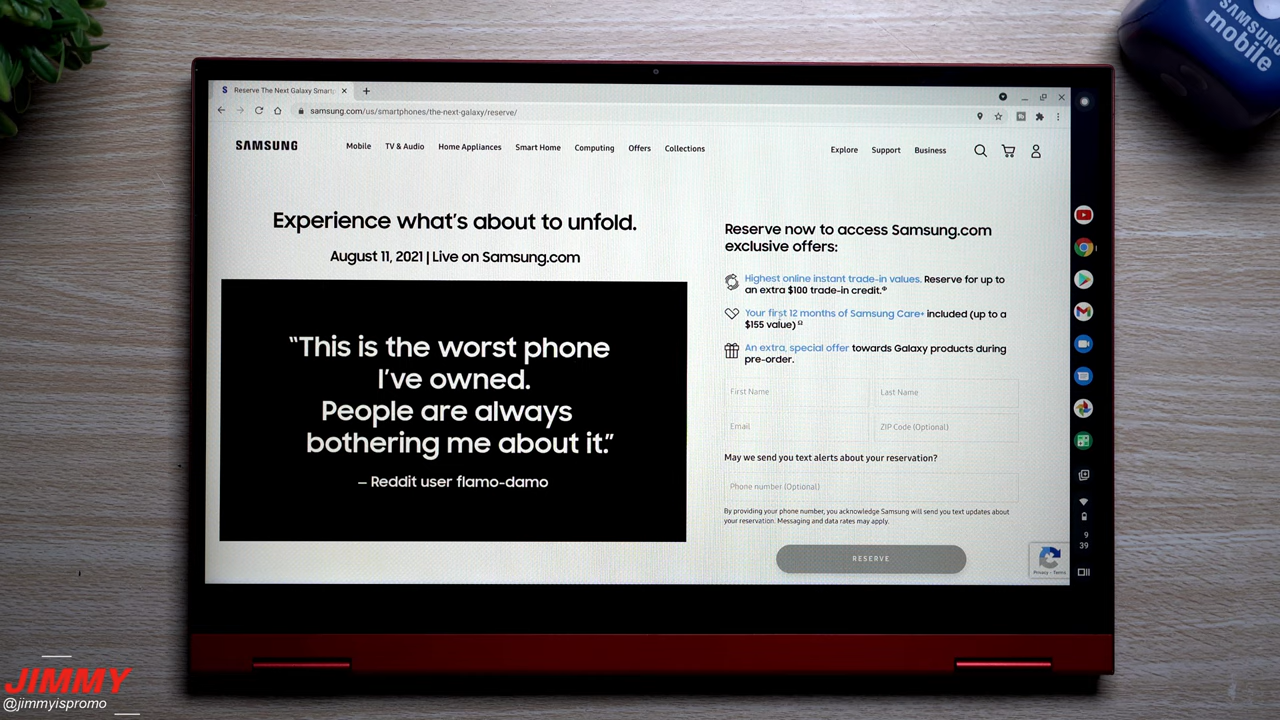 SAMSUNG
mobile
Reserve The Next Galaxy Smartp
samsung.com/us/smartphones/the-next-galaxy/reserve/
SAMSUNG Mobile TV & Audio Home Appliances Smart Home Computing Offers Collections Explore Support Business
Experience what's about to unfold.
August 11, 2021 | Live on Samsung.com
"This is the worst phone
I've owned.
People are always
bothering me about it."
– Reddit user flamo-damo
Reserve now to access Samsung.com
exclusive offers:
Highest online instant trade-in values. Reserve for up to
an extra $100 trade-in credit.
Your first 12 months of Samsung Care+ included (up to a
$155 value)
An extra, special offer towards Galaxy products during
pre-order.
First Name Last Name
Email ZIP Code (Optional)
May we send you text alerts about your reservation?
Phone number (Optional)
By providing your phone number, you acknowledge Samsung will send you text updates about
your reservation. Messaging and data rates may apply.
RESERVE
Privacy - Terms
9
39
JIMMY
@jimmyispromo